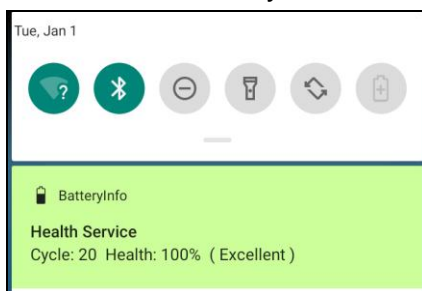 Tue, Jan 1
?
BatteryInfo
Health Service
Cycle: 20 Health: 100% ( Excellent )